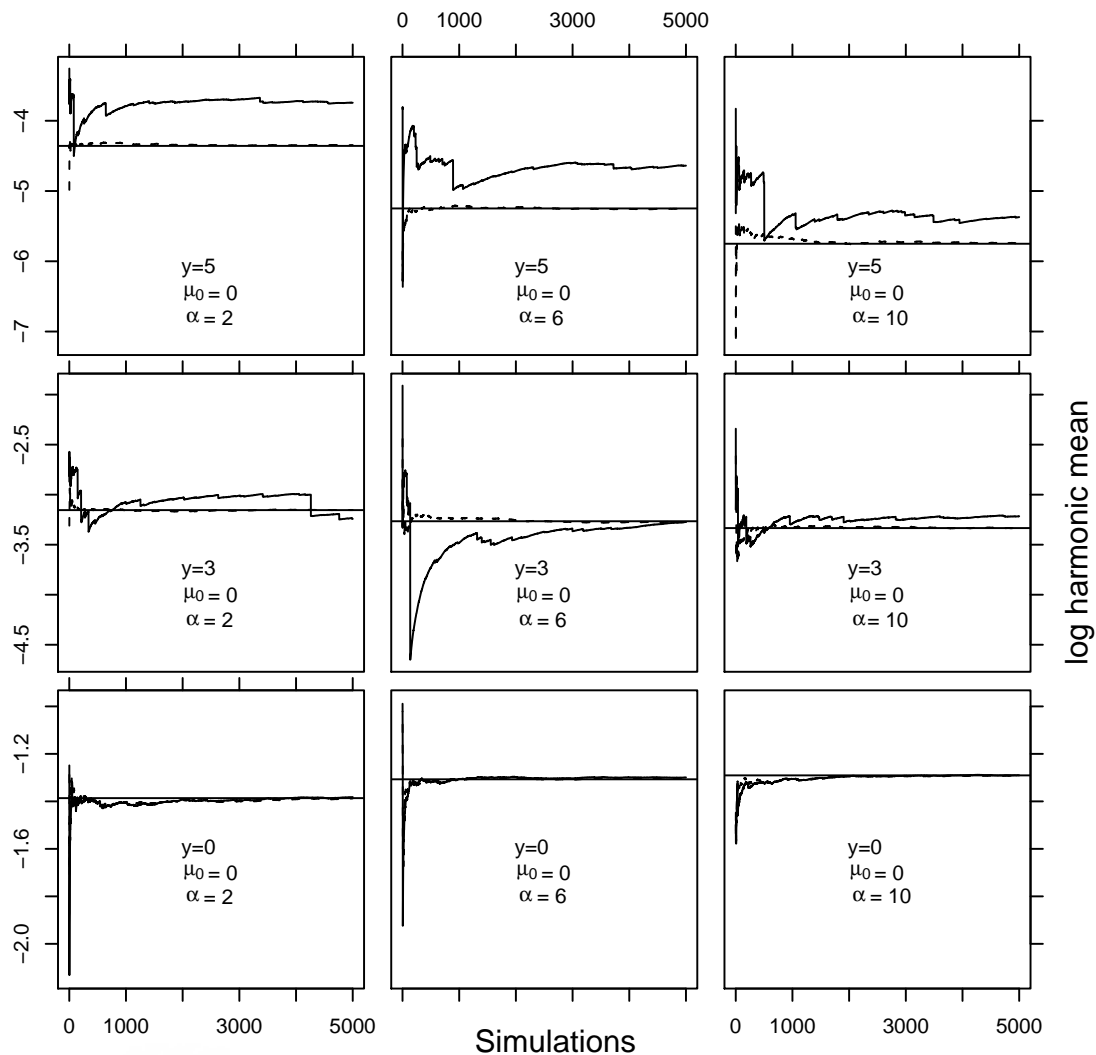 0 1000 3000 5000
−4
−5
−6
−7
y=5
μ0 = 0
α = 2
y=5
μ0 = 0
α = 6
y=5
μ0 = 0
α = 10
−2.5
−3.5
−4.5
y=3
μ0 = 0
α = 2
y=3
μ0 = 0
α = 6
y=3
μ0 = 0
α = 10
log harmonic mean
−1.2
−1.6
−2.0
y=0
μ0 = 0
α = 2
y=0
μ0 = 0
α = 6
y=0
μ0 = 0
α = 10
0 1000 3000 5000
0 1000 3000 5000
Simulations